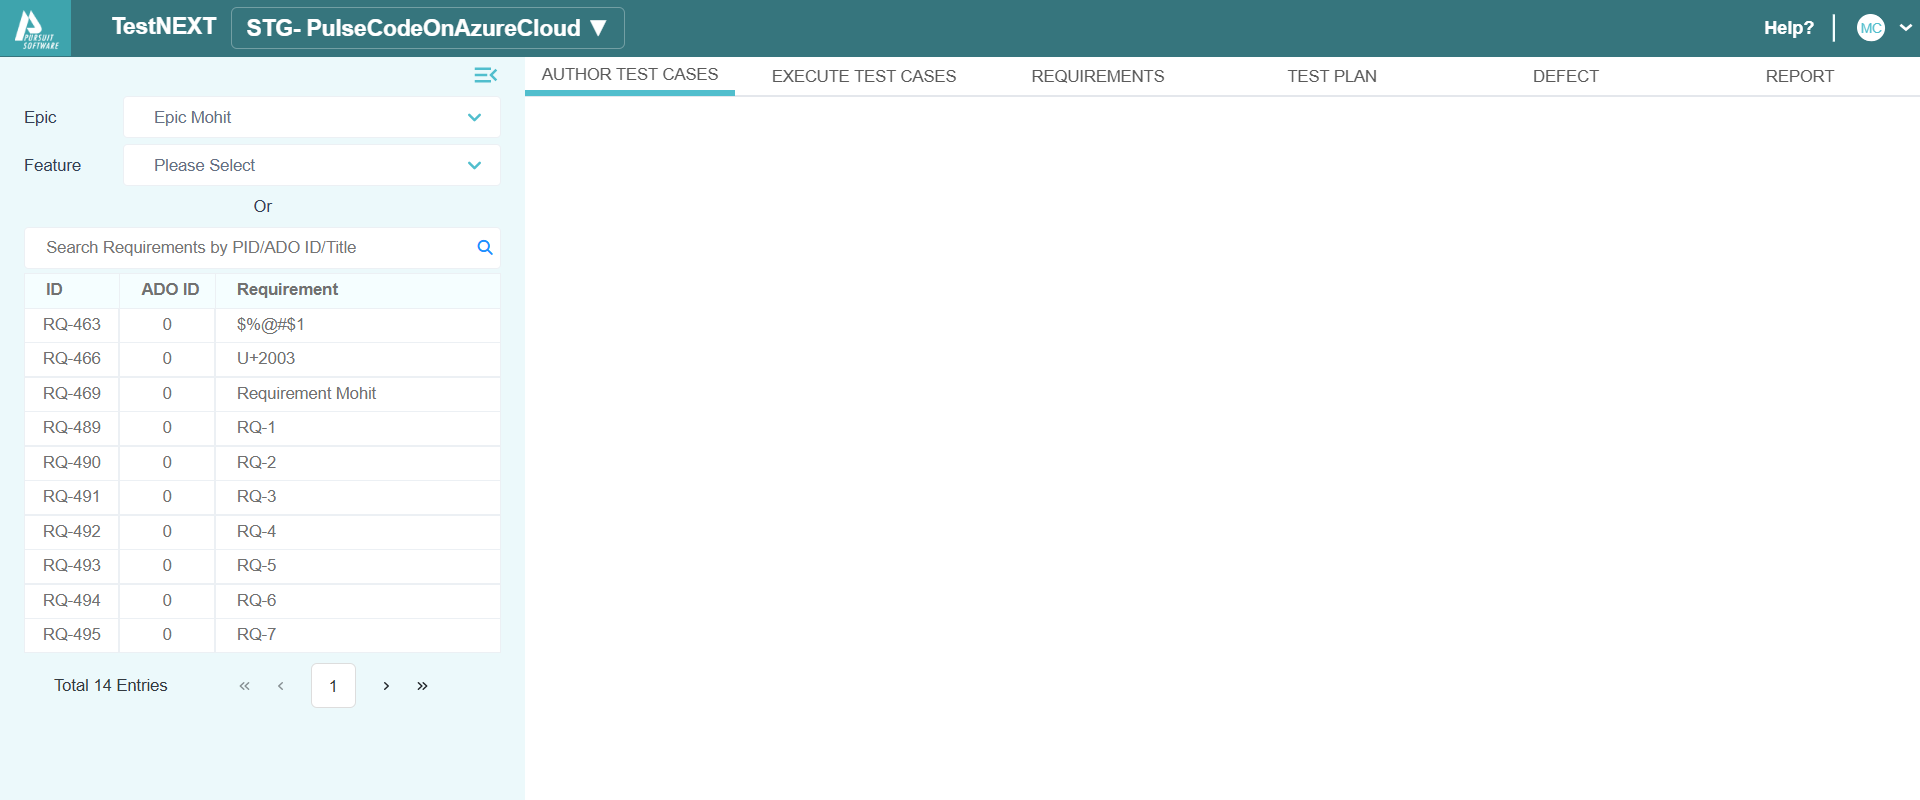 PURSUIT
SOFTWARE
TestNEXT
STG- PulseCodeOnAzureCloud ▼
Help?
MC
AUTHOR TEST CASES
EXECUTE TEST CASES
REQUIREMENTS
TEST PLAN
DEFECT
REPORT
Epic
Epic Mohit
Feature
Please Select
Or
Search Requirements by PID/ADO ID/Title
ID ADO ID Requirement
RQ-463 0 $%@#$1
RQ-466 0 U+2003
RQ-469 0 Requirement Mohit
RQ-489 0 RQ-1
RQ-490 0 RQ-2
RQ-491 0 RQ-3
RQ-492 0 RQ-4
RQ-493 0 RQ-5
RQ-494 0 RQ-6
RQ-495 0 RQ-7
Total 14 Entries « ‹ 1 › »